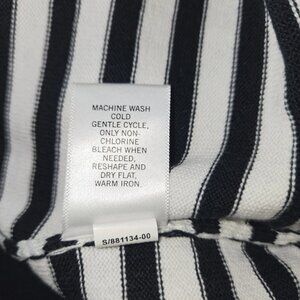 MACHINE WASH
COLD
GENTLE CYCLE,
ONLY NON-
CHLORINE
BLEACH WHEN
NEEDED,
RESHAPE AND
DRY FLAT,
WARM IRON.
S/881134-00